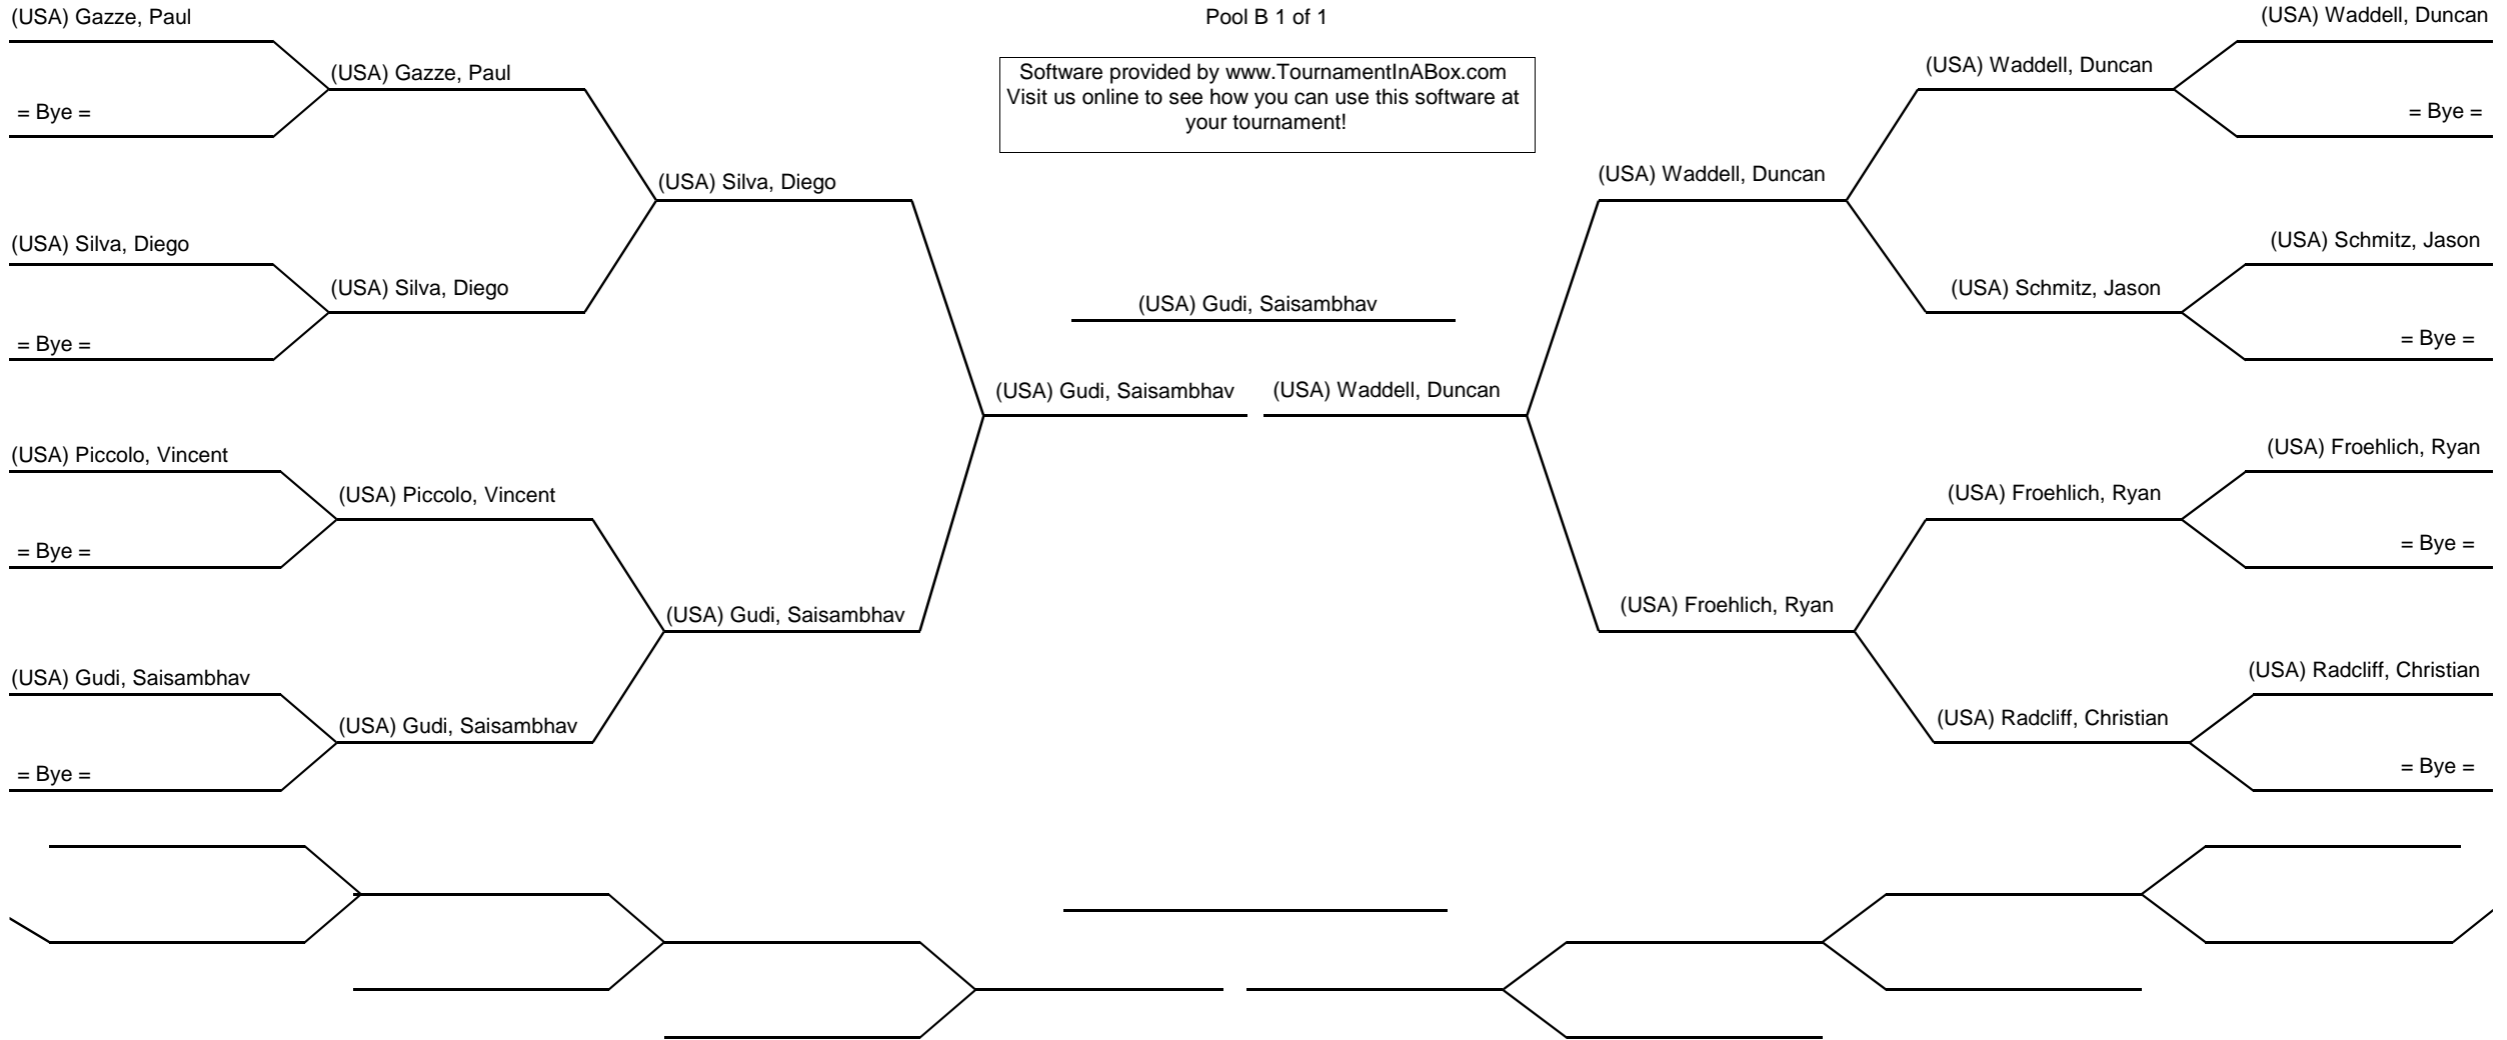 (USA) Gazze, Paul
Pool B 1 of 1
(USA) Waddell, Duncan
(USA) Gazze, Paul
Software provided by www.TournamentInABox.com
Visit us online to see how you can use this software at
your tournament!
(USA) Waddell, Duncan
= Bye =
= Bye =
(USA) Silva, Diego
(USA) Waddell, Duncan
(USA) Silva, Diego
(USA) Schmitz, Jason
(USA) Silva, Diego
(USA) Gudi, Saisambhav
(USA) Schmitz, Jason
= Bye =
= Bye =
(USA) Gudi, Saisambhav
(USA) Waddell, Duncan
(USA) Piccolo, Vincent
(USA) Froehlich, Ryan
(USA) Piccolo, Vincent
(USA) Froehlich, Ryan
= Bye =
= Bye =
(USA) Gudi, Saisambhav
(USA) Froehlich, Ryan
(USA) Gudi, Saisambhav
(USA) Radcliff, Christian
(USA) Gudi, Saisambhav
(USA) Radcliff, Christian
= Bye =
= Bye =